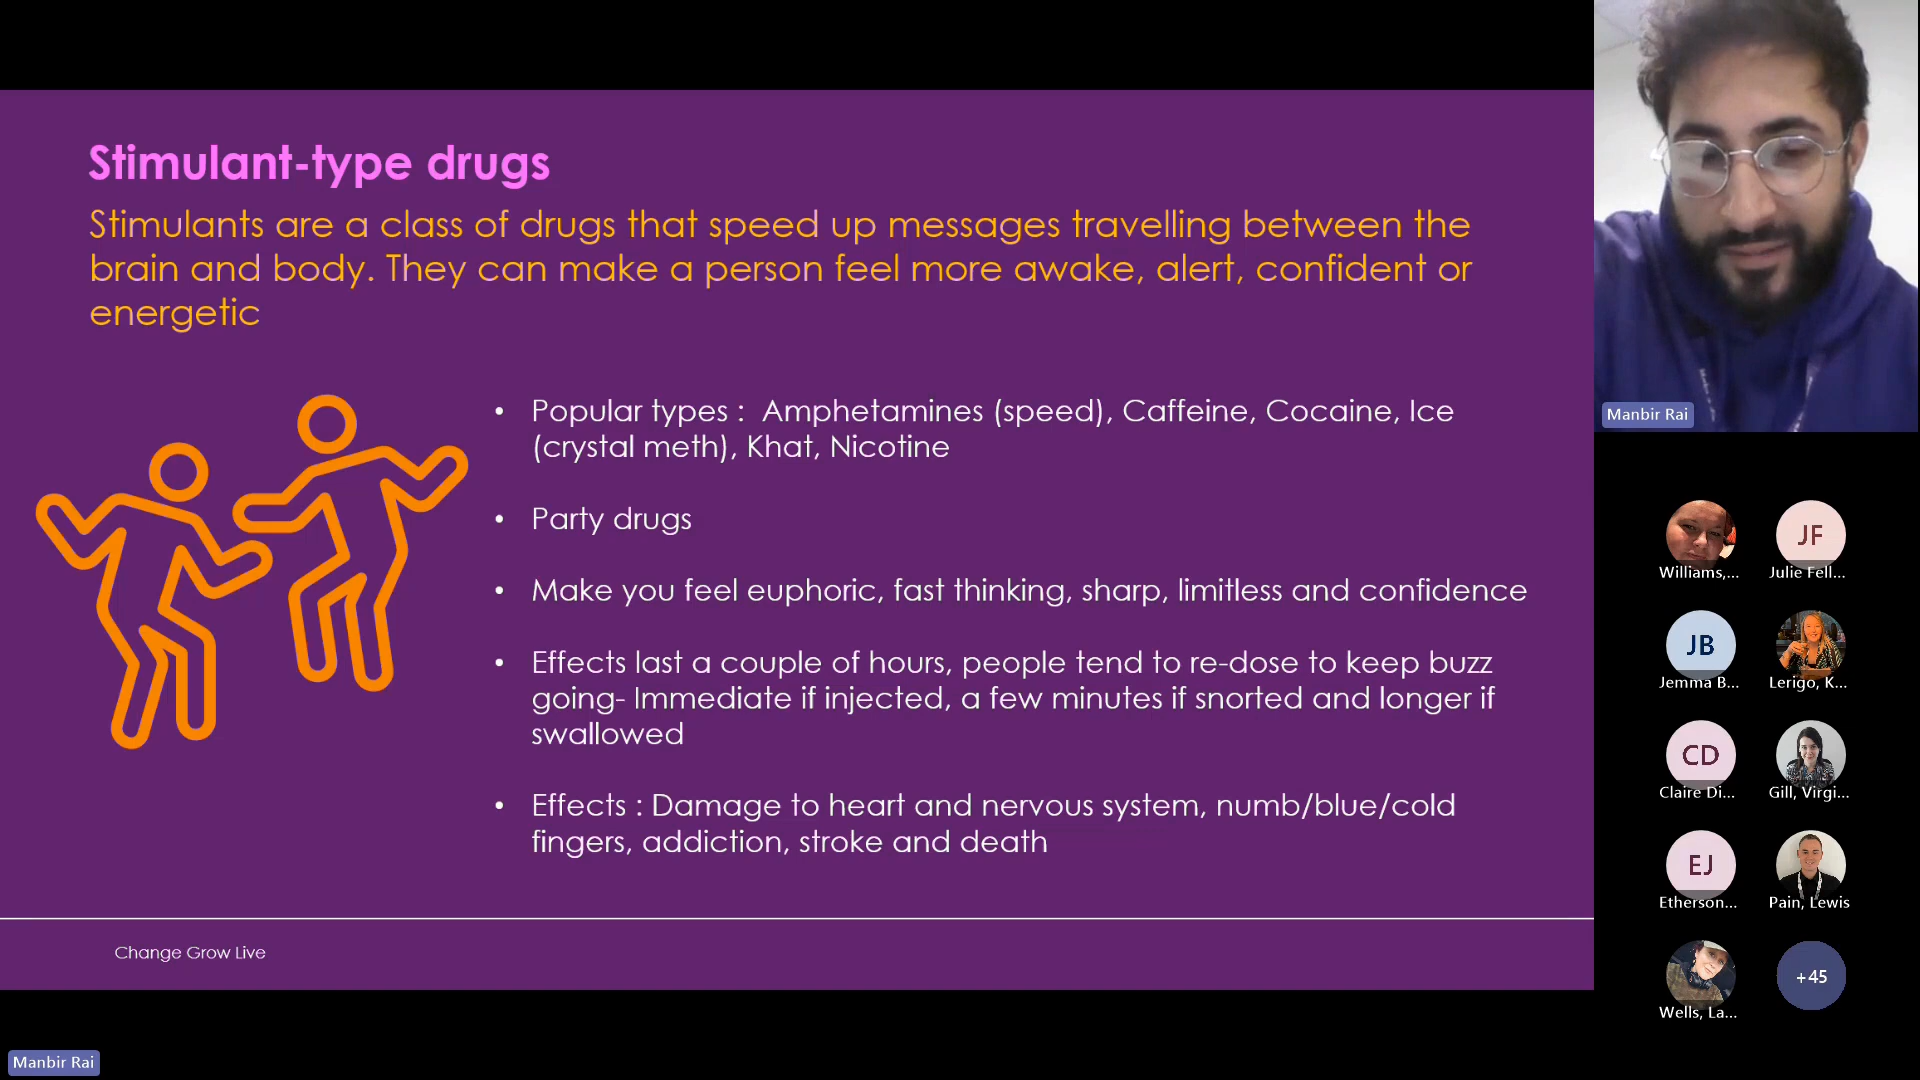 Stimulant-type drugs
Stimulants are a class of drugs that speed up messages travelling between the
brain and body. They can make a person feel more awake, alert, confident or
energetic
• Popular types :  Amphetamines (speed), Caffeine, Cocaine, Ice
(crystal meth), Khat, Nicotine
• Party drugs
• Make you feel euphoric, fast thinking, sharp, limitless and confidence
• Effects last a couple of hours, people tend to re-dose to keep buzz
going- Immediate if injected, a few minutes if snorted and longer if
swallowed
• Effects : Damage to heart and nervous system, numb/blue/cold
fingers, addiction, stroke and death
Change Grow Live
Manbir Rai
Manbir Rai
Williams,...
JF
Julie Fell...
JB
Jemma B...
Lerigo, K...
CD
Claire Di...
Gill, Virgi...
EJ
Etherson...
Pain, Lewis
Wells, La...
+45